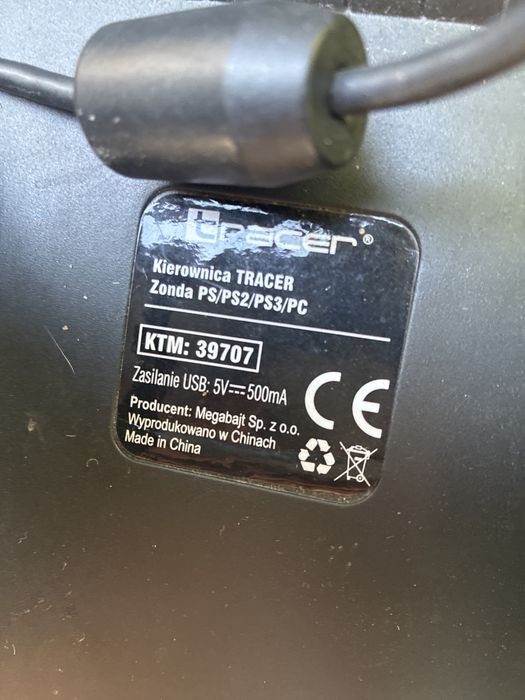 tracer®
Kierownica TRACER
Zonda PS/PS2/PS3/PC
KTM: 39707
Zasilanie USB: 5V⎓500mA
Producent: Megabajt Sp. z o.o.
Wyprodukowano w Chinach
Made in China
CE